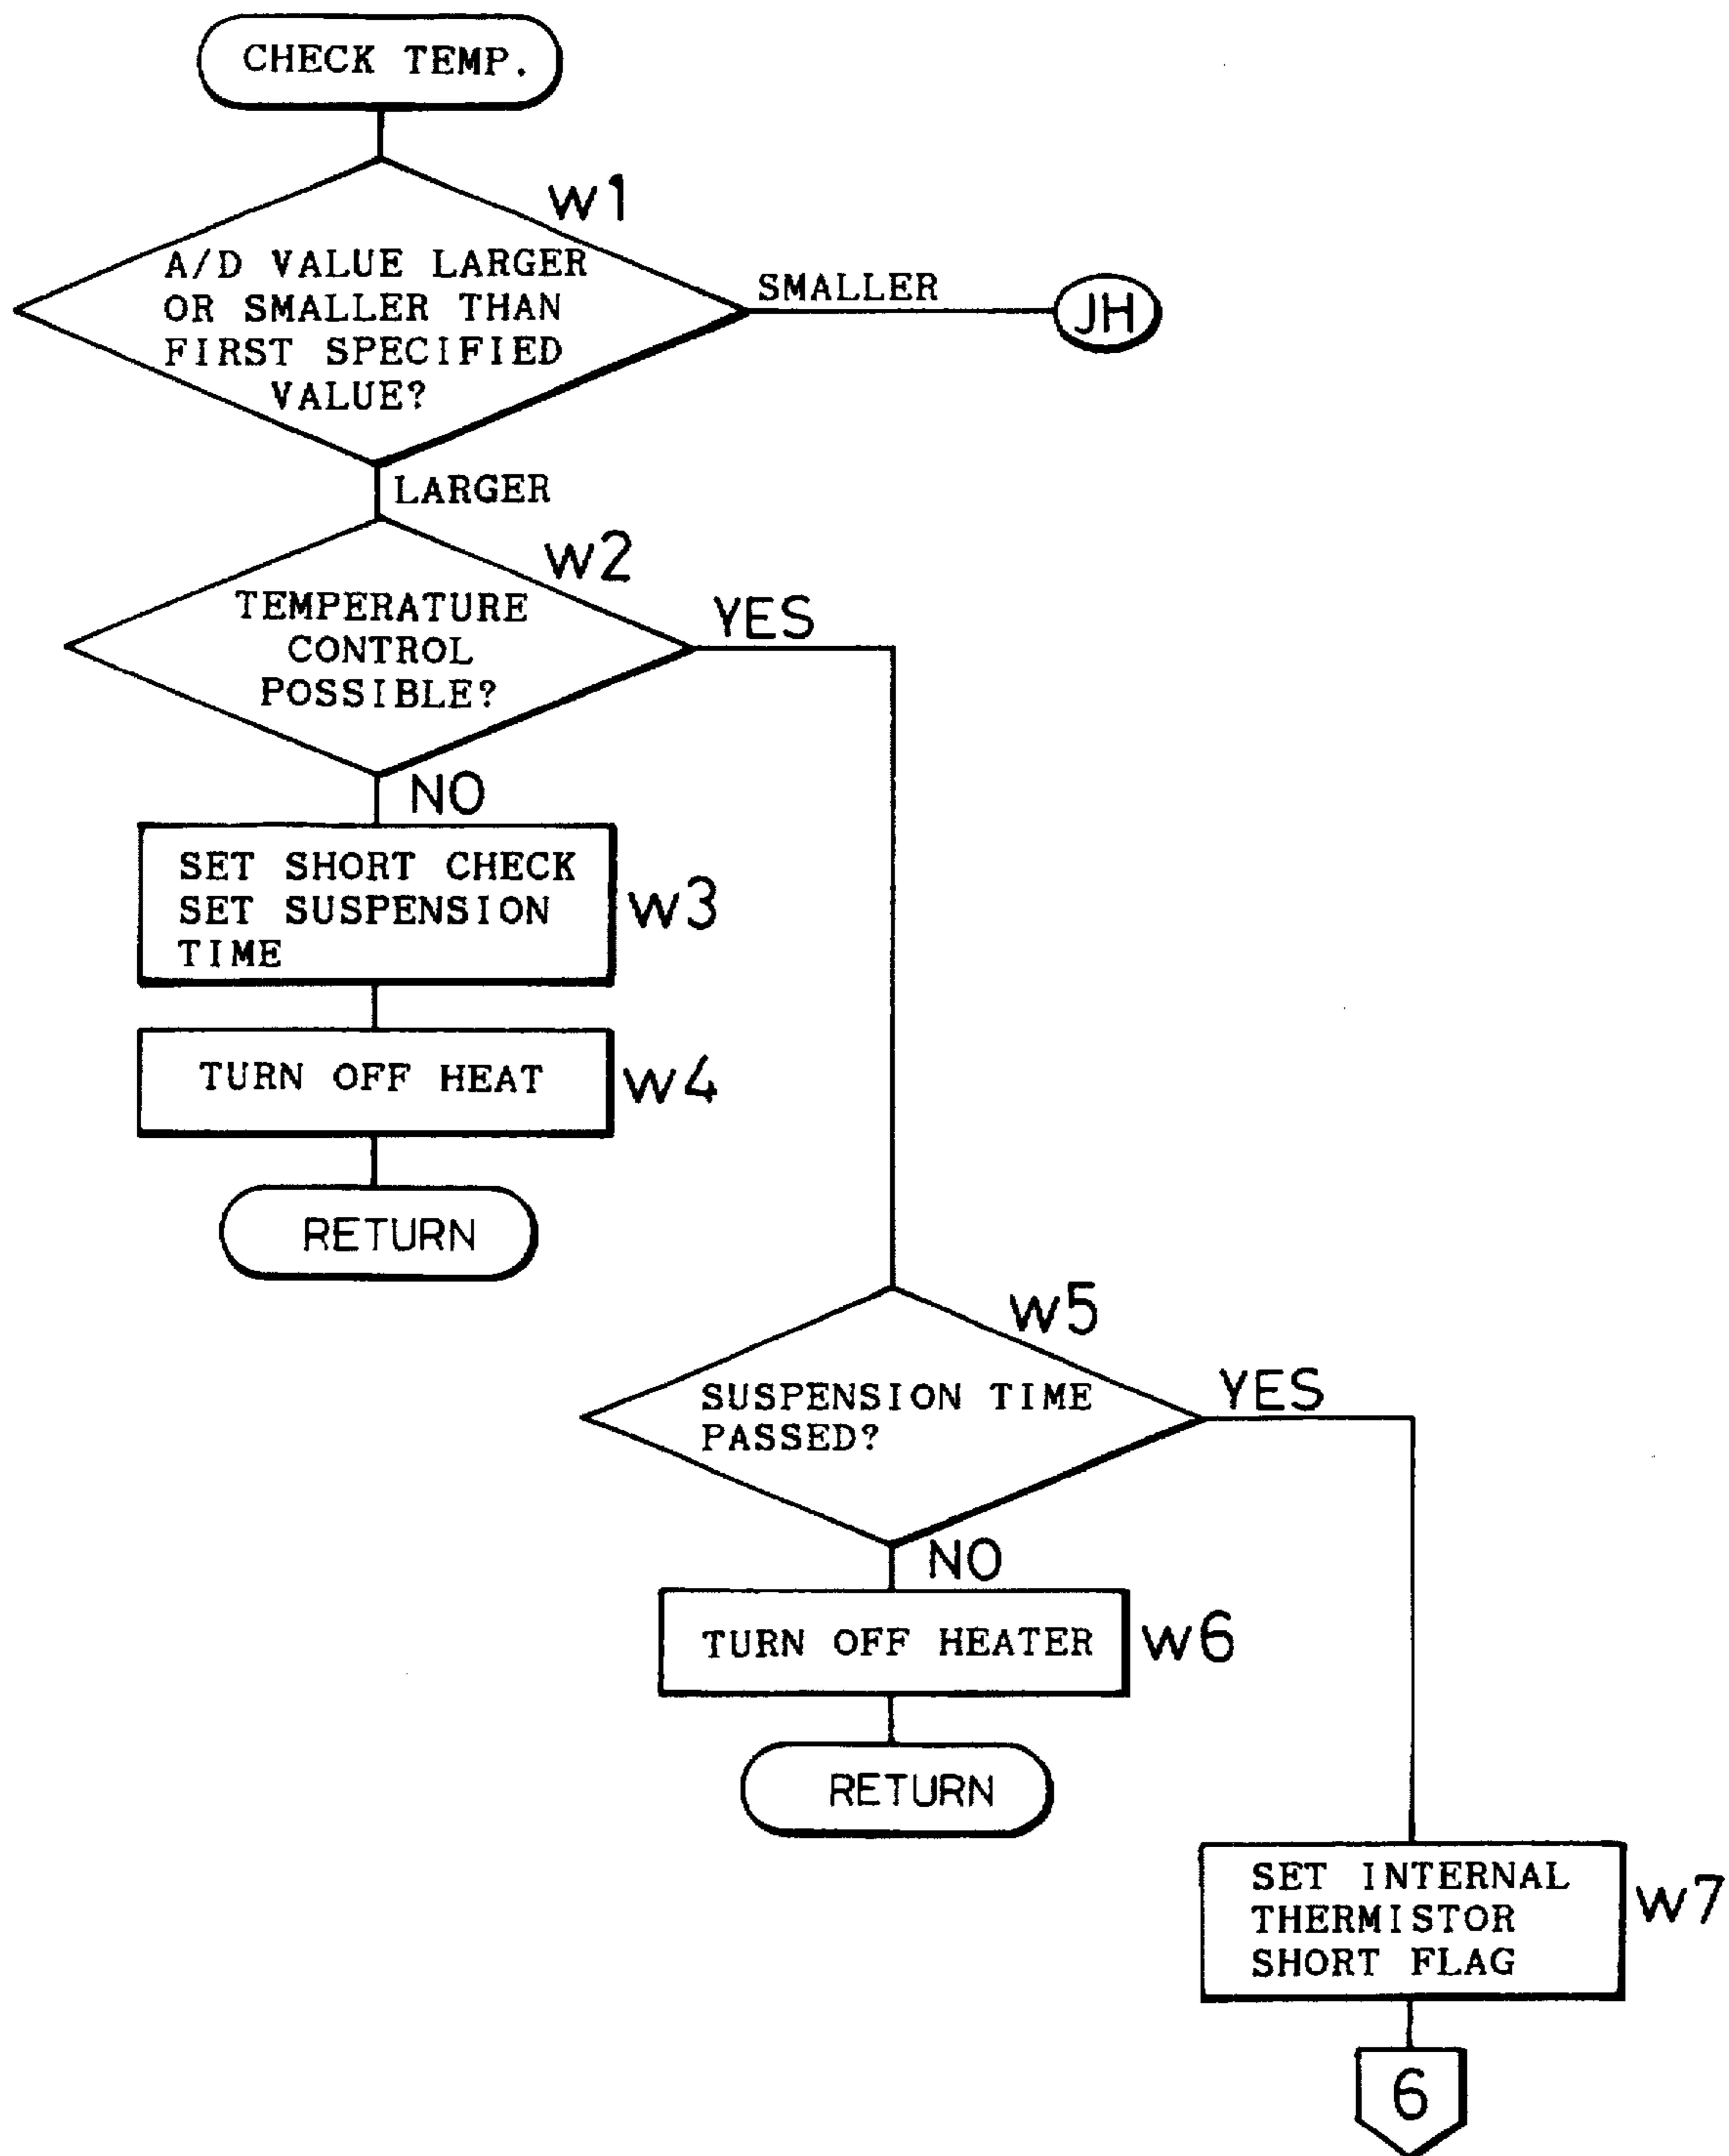 CHECK TEMP.
w1
A/D VALUE LARGER
OR SMALLER THAN
FIRST SPECIFIED
VALUE?
SMALLER
JH
LARGER
w2
TEMPERATURE
CONTROL
POSSIBLE?
YES
NO
SET SHORT CHECK
SET SUSPENSION
TIME
w3
TURN OFF HEAT
w4
RETURN
w5
SUSPENSION TIME
PASSED?
YES
NO
TURN OFF HEATER
w6
RETURN
SET INTERNAL
THERMISTOR
SHORT FLAG
w7
6